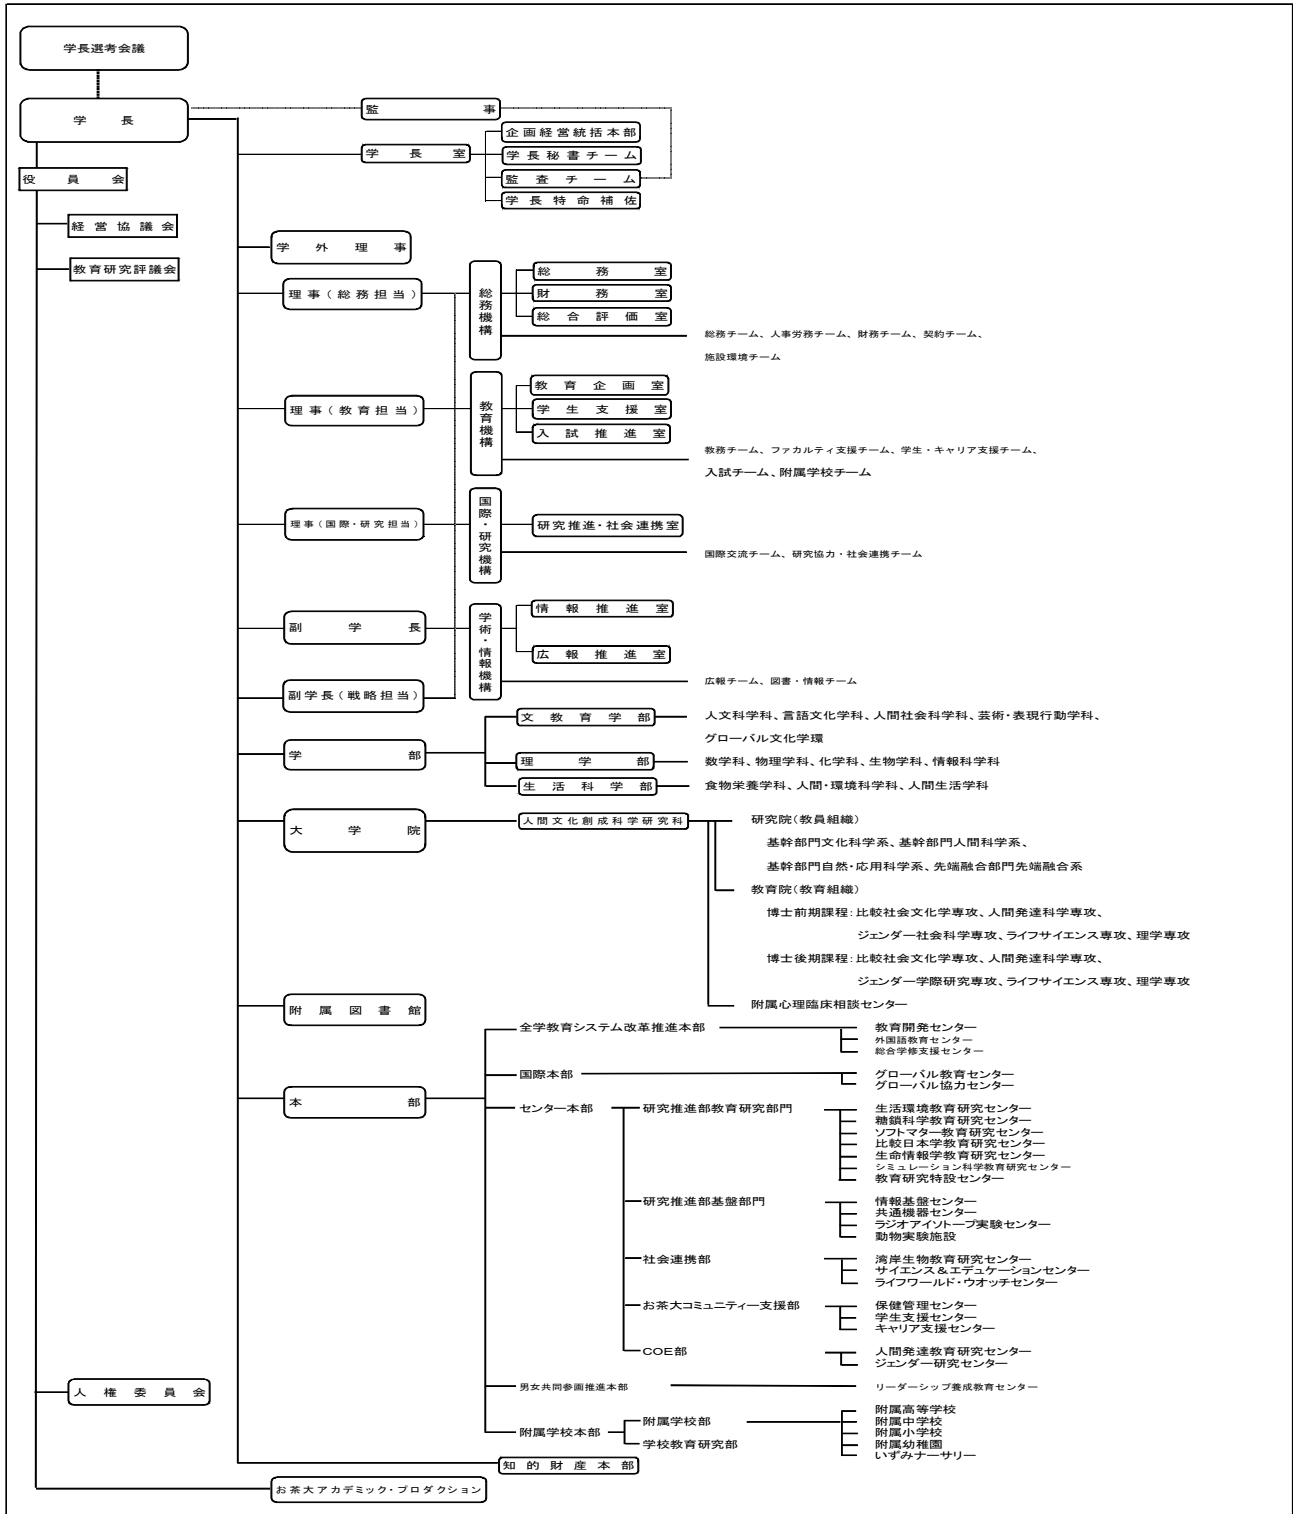 学長選考会議
学長
監事
企画経営統括本部
学長室
学長秘書チーム
役員会
監査チーム
学長特命補佐
経営協議会
学外理事
教育研究評議会
理事(総務担当)
総務機構
総務室
財務室
総合評価室
総務チーム、人事労務チーム、財務チーム、契約チーム、
施設環境チーム
理事(教育担当)
教育機構
教育企画室
学生支援室
入試推進室
教務チーム、ファカルティ支援チーム、学生・キャリア支援チーム、
入試チーム、附属学校チーム
理事(国際・研究担当)
国際・研究機構
研究推進・社会連携室
国際交流チーム、研究協力・社会連携チーム
副学長
学術・情報機構
情報推進室
広報推進室
広報チーム、図書・情報チーム
副学長(戦略担当)
学部
文教育学部
人文科学科、言語文化学科、人間社会科学科、芸術・表現行動学科、
グローバル文化学環
理学部
数学科、物理学科、化学科、生物学科、情報科学科
生活科学部
食物栄養学科、人間・環境科学科、人間生活学科
大学院
人間文化創成科学研究科
研究院(教員組織)
基幹部門文化科学系、基幹部門人間科学系、
基幹部門自然・応用科学系、先端融合部門先端融合系
教育院(教育組織)
博士前期課程:比較社会文化学専攻、人間発達科学専攻、
ジェンダー社会科学専攻、ライフサイエンス専攻、理学専攻
博士後期課程:比較社会文化学専攻、人間発達科学専攻、
ジェンダー学際研究専攻、ライフサイエンス専攻、理学専攻
附属心理臨床相談センター
附属図書館
本部
全学教育システム改革推進本部
教育開発センター
外国語教育センター
総合学修支援センター
国際本部
グローバル教育センター
グローバル協力センター
センター本部
研究推進部教育研究部門
生活環境教育研究センター
糖鎖科学教育研究センター
ソフトマター教育研究センター
比較日本学教育研究センター
生命情報学教育研究センター
シミュレーション科学教育研究センター
教育研究特設センター
研究推進部基盤部門
情報基盤センター
共通機器センター
ラジオアイソトープ実験センター
動物実験施設
社会連携部
湾岸生物教育研究センター
サイエンス&エデュケーションセンター
ライフワールド・ウオッチセンター
お茶大コミュニティー支援部
保健管理センター
学生支援センター
キャリア支援センター
COE部
人間発達教育研究センター
ジェンダー研究センター
人権委員会
男女共同参画推進本部
リーダーシップ養成教育センター
附属学校本部
附属学校部
附属高等学校
附属中学校
附属小学校
附属幼稚園
いずみナーサリー
学校教育研究部
知的財産本部
お茶大アカデミック・プロダクション